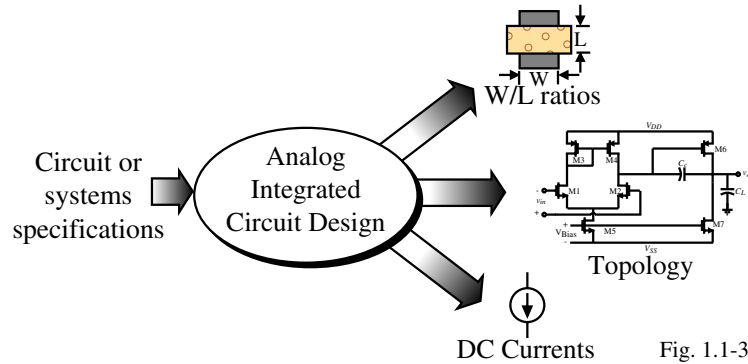 L
W
W/L ratios
Circuit or
systems
specifications
Analog
Integrated
Circuit Design
VDD
M3
M4
M6
Cc
M1
M2
CL
-
vin
+
+
VBias
-
M5
M7
VSS
Topology
DC Currents
Fig. 1.1-3